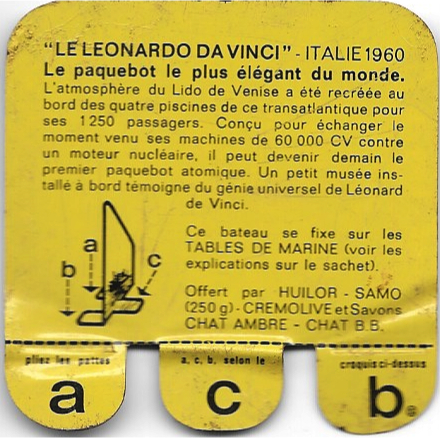 "LE LEONARDO DA VINCI" - ITALIE 1960
Le paquebot le plus élégant du monde.
L'atmosphère du Lido de Venise a été recréée au
bord des quatre piscines de ce transatlantique pour
ses 1250 passagers. Conçu pour échanger le
moment venu ses machines de 60 000 CV contre
un moteur nucléaire, il peut devenir demain le
premier paquebot atomique. Un petit musée ins-
tallé à bord témoigne du génie universel de Léonard
de Vinci.
a
b
c
Ce bateau se fixe sur les
TABLES DE MARINE (voir les
explications sur le sachet).
Offert par HUILOR - SAMO
(250 g) - CREMOLIVE et Savons
CHAT AMBRE - CHAT B.B.
pliez les pattes a, c, b, selon le croquis ci-dessus
a c b ®